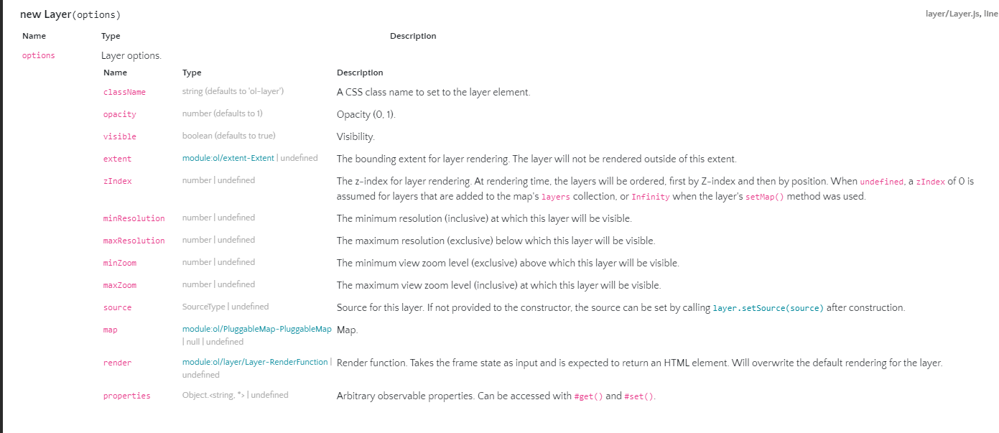 new Layer(options)
layer/Layer.js, line
Name Type Description
options Layer options.
Name Type Description
className string (defaults to 'ol-layer') A CSS class name to set to the layer element.
opacity number (defaults to 1) Opacity (0, 1).
visible boolean (defaults to true) Visibility.
extent module:ol/extent-Extent | undefined The bounding extent for layer rendering. The layer will not be rendered outside of this extent.
zIndex number | undefined The z-index for layer rendering. At rendering time, the layers will be ordered, first by Z-index and then by position. When undefined, a zIndex of 0 is
assumed for layers that are added to the map's layers collection, or Infinity when the layer's setMap() method was used.
minResolution number | undefined The minimum resolution (inclusive) at which this layer will be visible.
maxResolution number | undefined The maximum resolution (exclusive) below which this layer will be visible.
minZoom number | undefined The minimum view zoom level (exclusive) above which this layer will be visible.
maxZoom number | undefined The maximum view zoom level (inclusive) at which this layer will be visible.
source SourceType | undefined Source for this layer. If not provided to the constructor, the source can be set by calling layer.setSource(source) after construction.
map module:ol/PluggableMap-PluggableMap Map.
| null | undefined
render module:ol/layer/Layer-RenderFunction | Render function. Takes the frame state as input and is expected to return an HTML element. Will overwrite the default rendering for the layer.
undefined
properties Object.<string, *> | undefined Arbitrary observable properties. Can be accessed with #get() and #set().